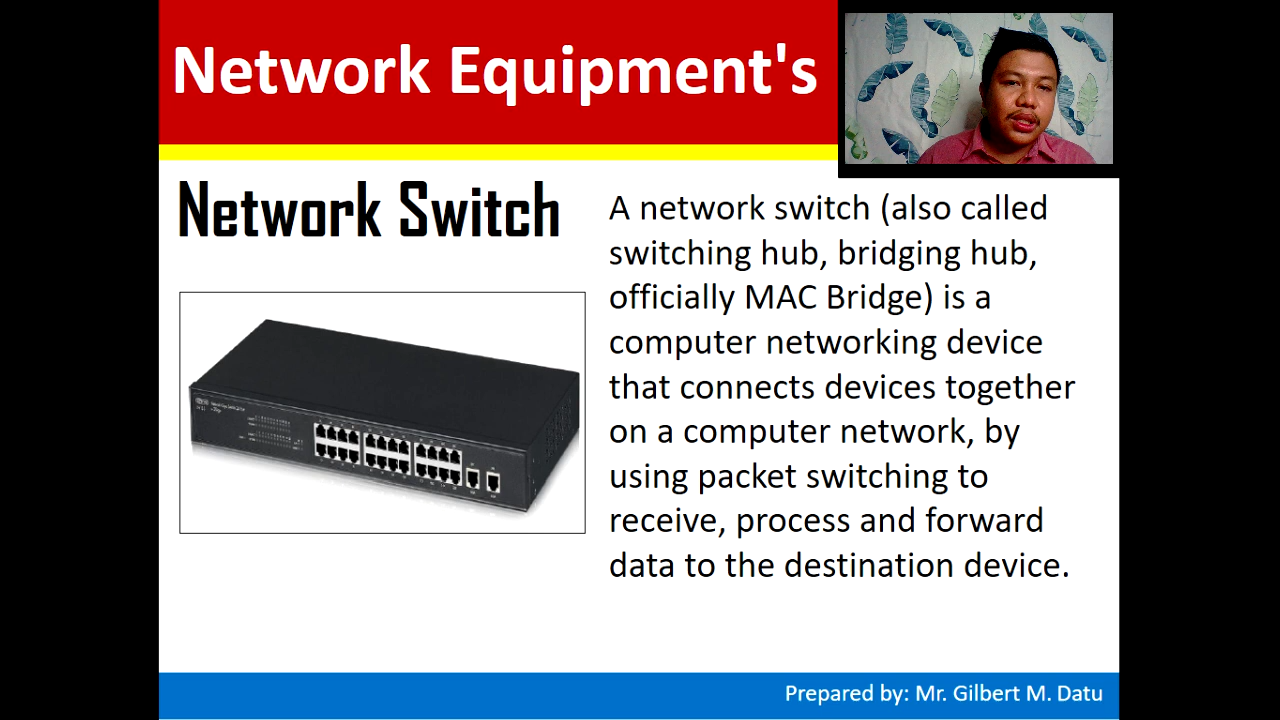 Network Equipment's
Network Switch
A network switch (also called
switching hub, bridging hub,
officially MAC Bridge) is a
computer networking device
that connects devices together
on a computer network, by
using packet switching to
receive, process and forward
data to the destination device.
Prepared by: Mr. Gilbert M. Datu